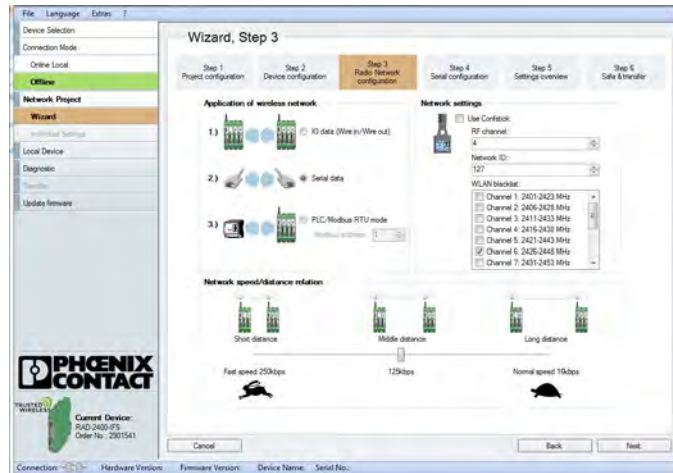 File Language Extras ?
Device Selection
Connection Mode
Online Local
Offline
Network Project
Wizard
Individual Settings
Local Device
Diagnostic
Transfer
Update firmware
PHŒNIX
CONTACT
TRUSTED
WIRELESS
Current Device:
RAD-2400-IFS
Order No.: 2901541
Wizard, Step 3
Step 1
Project configuration
Step 2
Device configuration
Step 3
Radio Network
configuration
Step 4
Serial configuration
Step 5
Settings overview
Step 6
Safe & transfer
Application of wireless network
1.) IO data (Wire in/Wire out)
2.) Serial data
3.) PLC/Modbus RTU mode
Modbus address: 1
Network settings
Use Confstick:
RF channel:
4
Network ID:
127
WLAN blacklist:
Channel 1: 2401-2423 MHz
Channel 2: 2406-2428 MHz
Channel 3: 2411-2433 MHz
Channel 4: 2416-2438 MHz
Channel 5: 2421-2443 MHz
Channel 6: 2426-2448 MHz
Channel 7: 2431-2453 MHz
Network speed/distance relation
Short distance Middle distance Long distance
Fast speed 250kbps 125kbps Normal speed 16kbps
Cancel Back Next
Connection: Hardware Version: Firmware Version: Device Name: Serial No.: